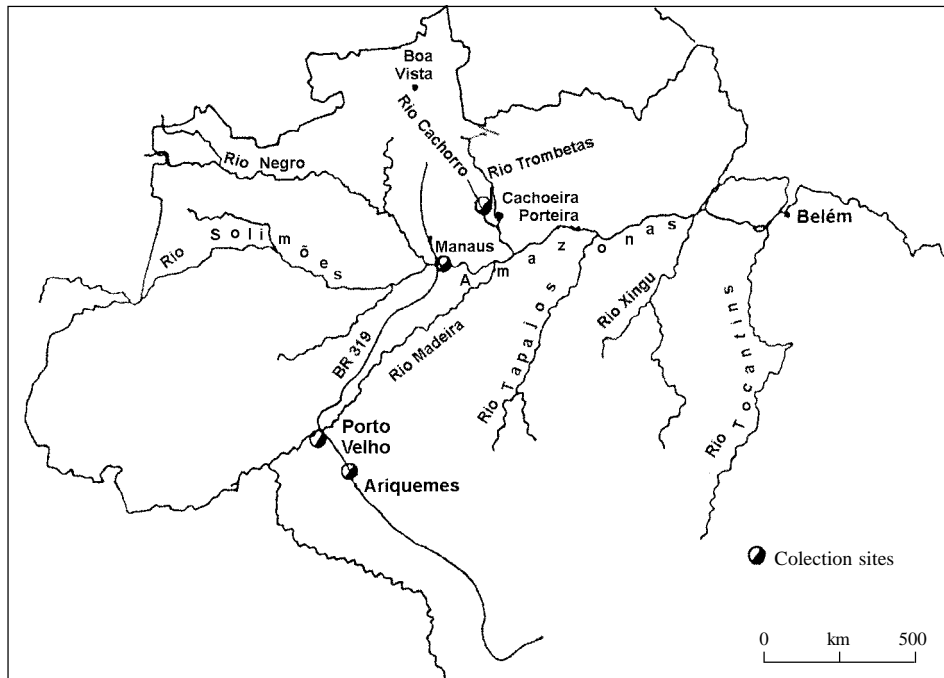 Boa
Vista
Rio Cachorro
Rio Negro
Rio Trombetas
Cachoeira
Porteira
Belém
Rio Solimões
Manaus
Amazonas
BR 319
Rio Madeira
Rio Tapajos
Rio Xingu
Rio Tocantins
Porto
Velho
Ariquemes
Colection sites
0 km 500